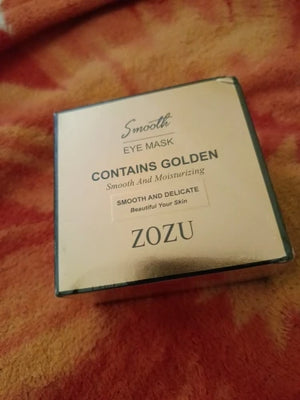 Smooth
EYE MASK
CONTAINS GOLDEN
Smooth And Moisturizing
SMOOTH AND DELICATE
Beautiful Your Skin
ZOZU